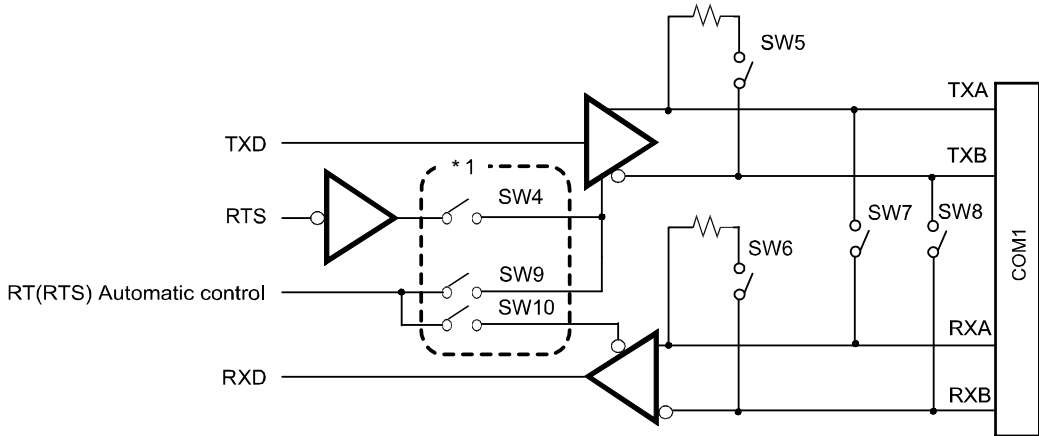 SW5
TXA
TXD
TXB
* 1
SW4
RTS
SW7
SW8
SW6
SW9
RT(RTS) Automatic control
SW10
COM1
RXA
RXD
RXB